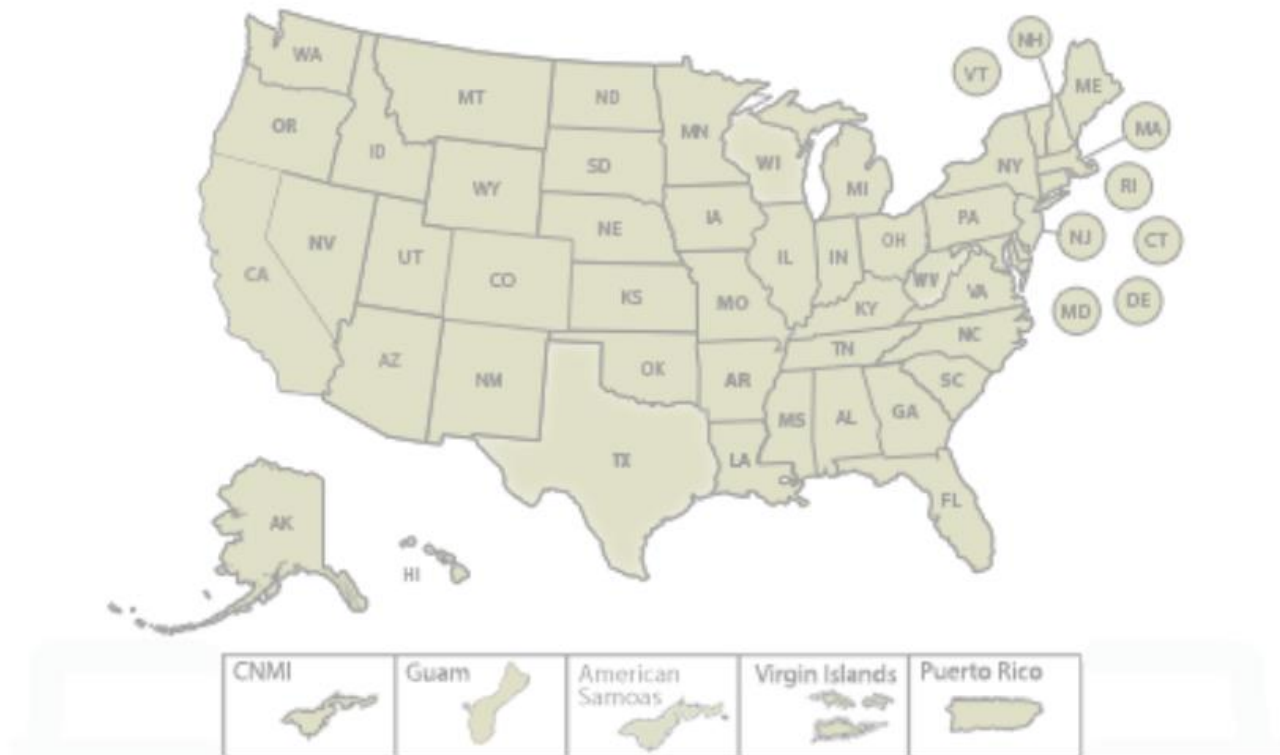 NH
WA
VT
ME
MT
ND
OR
MN
MA
ID
WI
NY
SD
WY
MI
RI
IA
PA
NE
NV
OH
NJ
CT
UT
IL
IN
CA
CO
WV
VA
KS
MO
KY
MD
DE
NC
TN
AZ
OK
NM
AR
SC
MS
AL
GA
TX
LA
FL
AK
HI
CNMI
Guam
American
Samoas
Virgin Islands
Puerto Rico